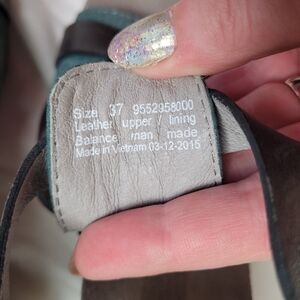 Size 37 9552958000
Leather upper / lining
Balance man made
Made in Vietnam 03-12-2015